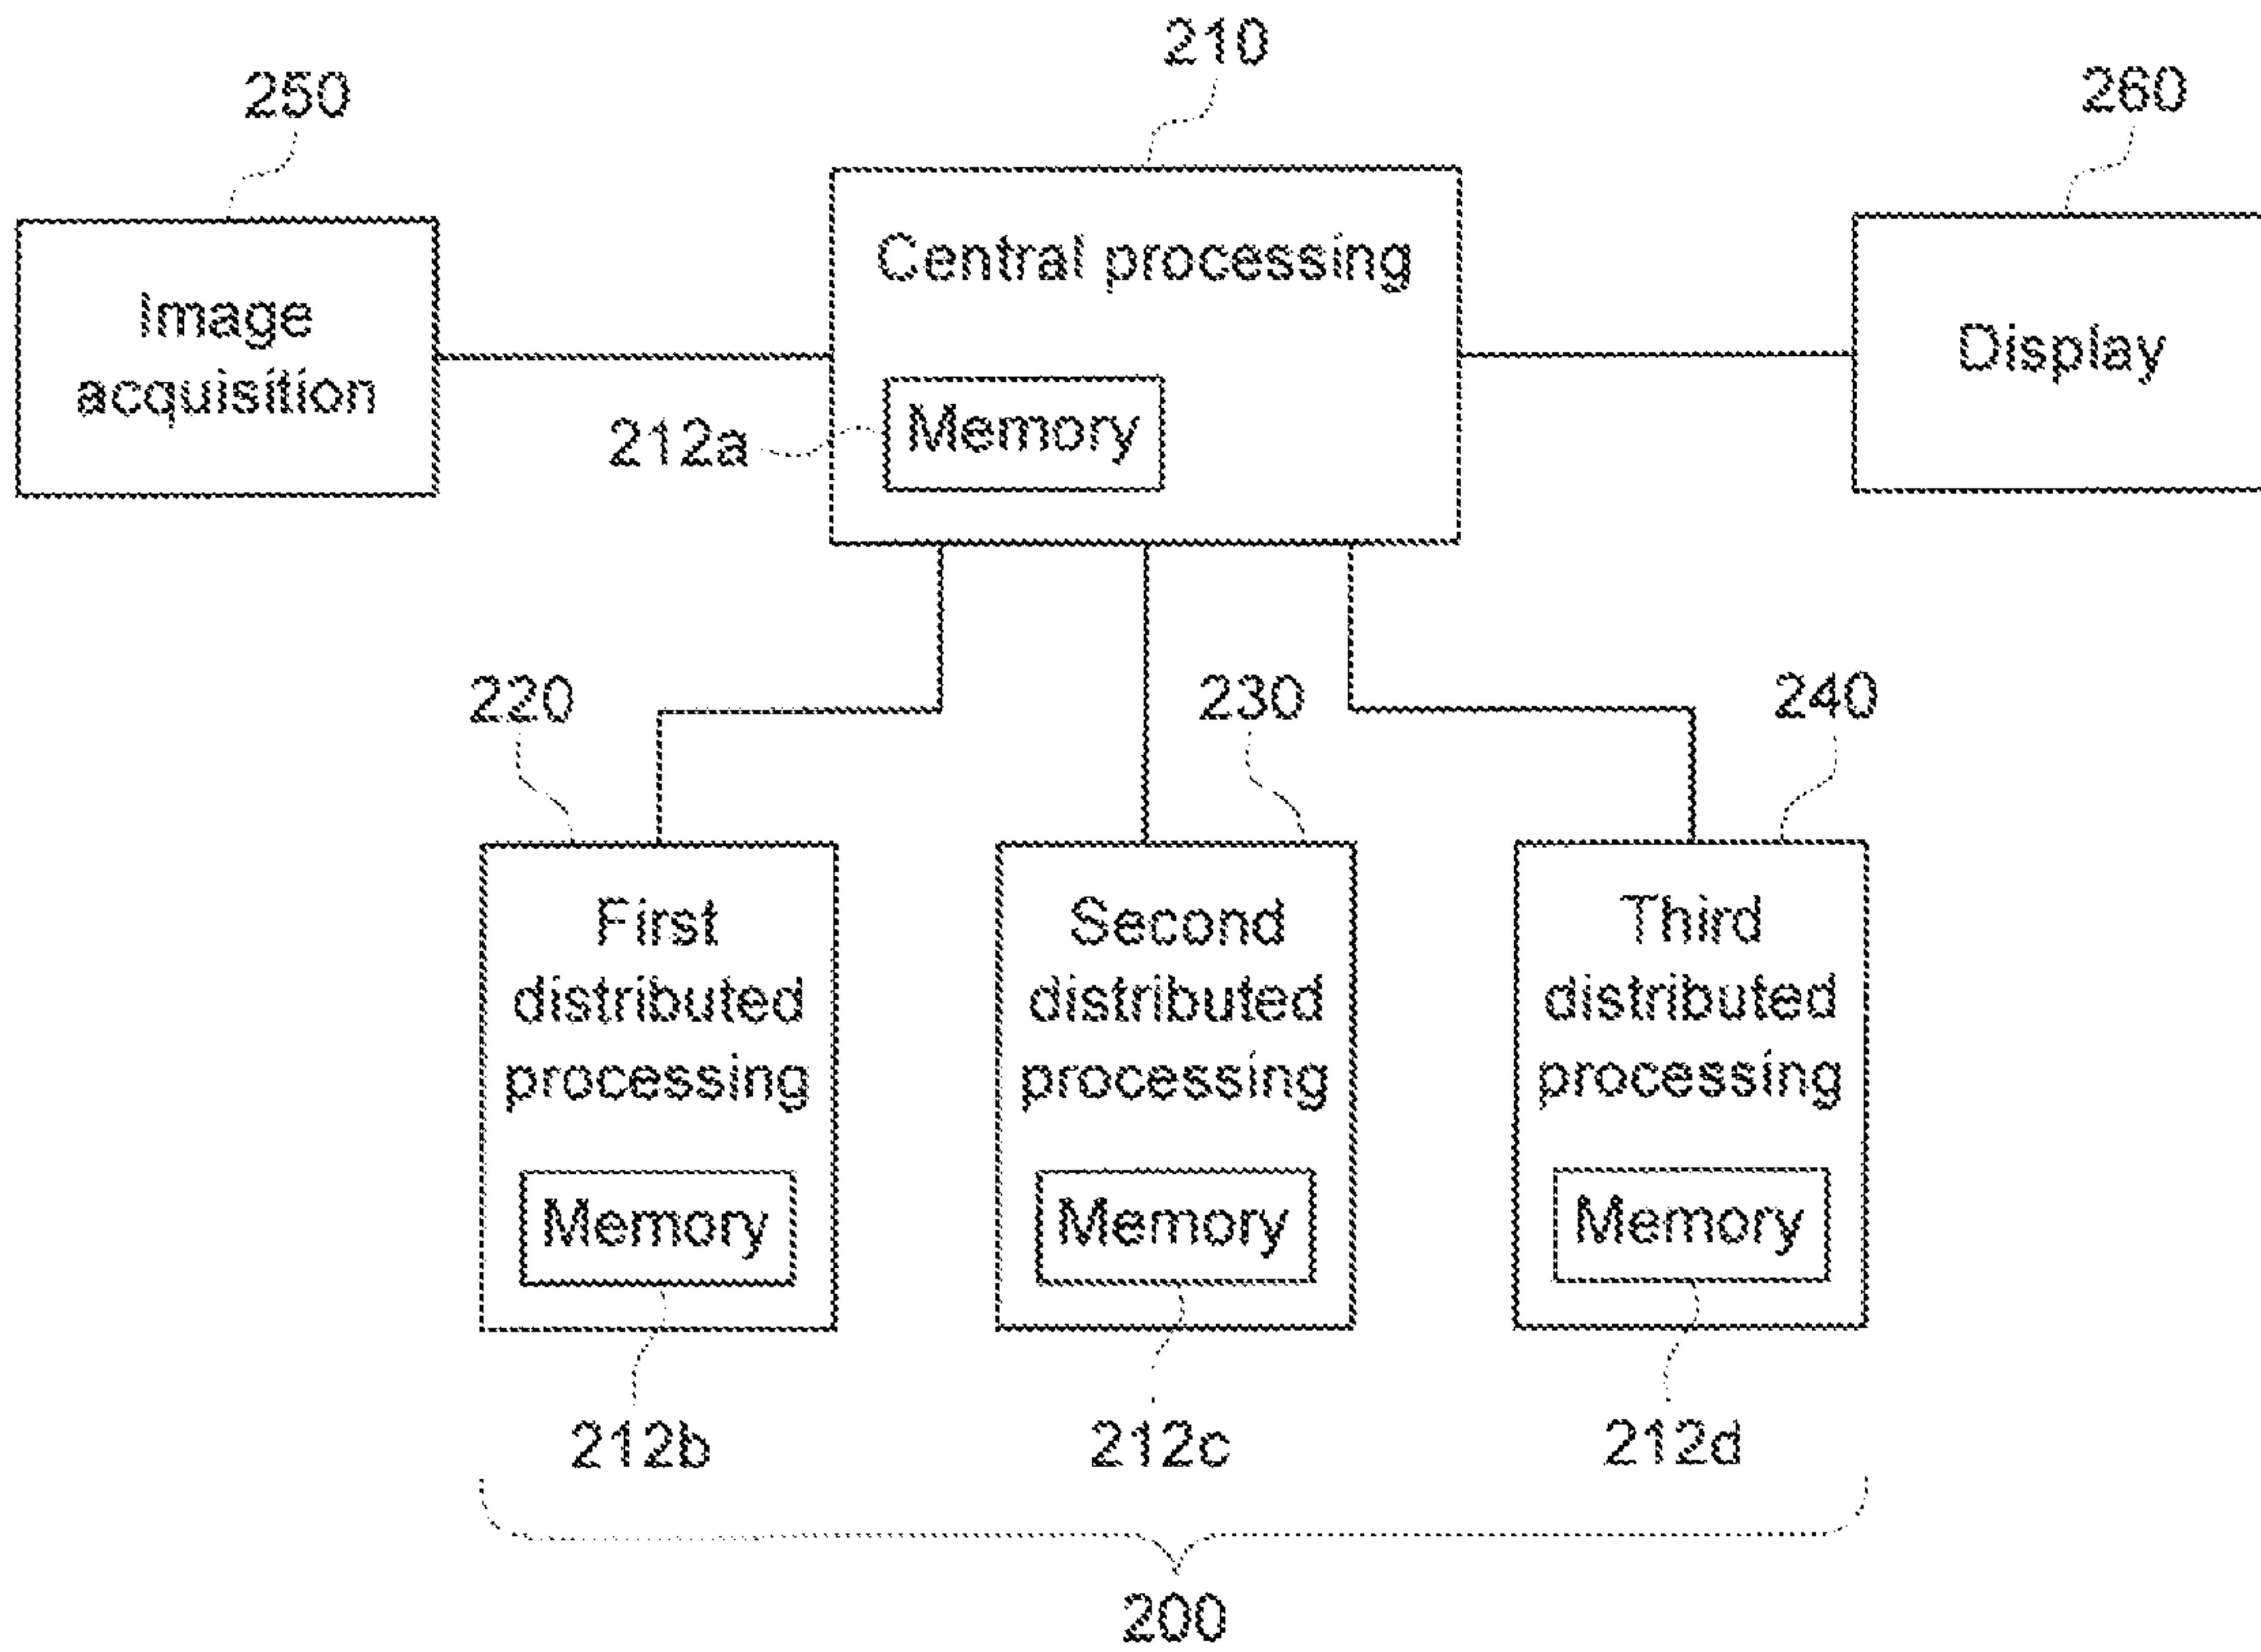 210
250
260
Central processing
Image
acquisition
Display
Memory
212a
220
230
240
First
distributed
processing
Memory
Second
distributed
processing
Memory
Third
distributed
processing
Memory
212b
212c
212d
200